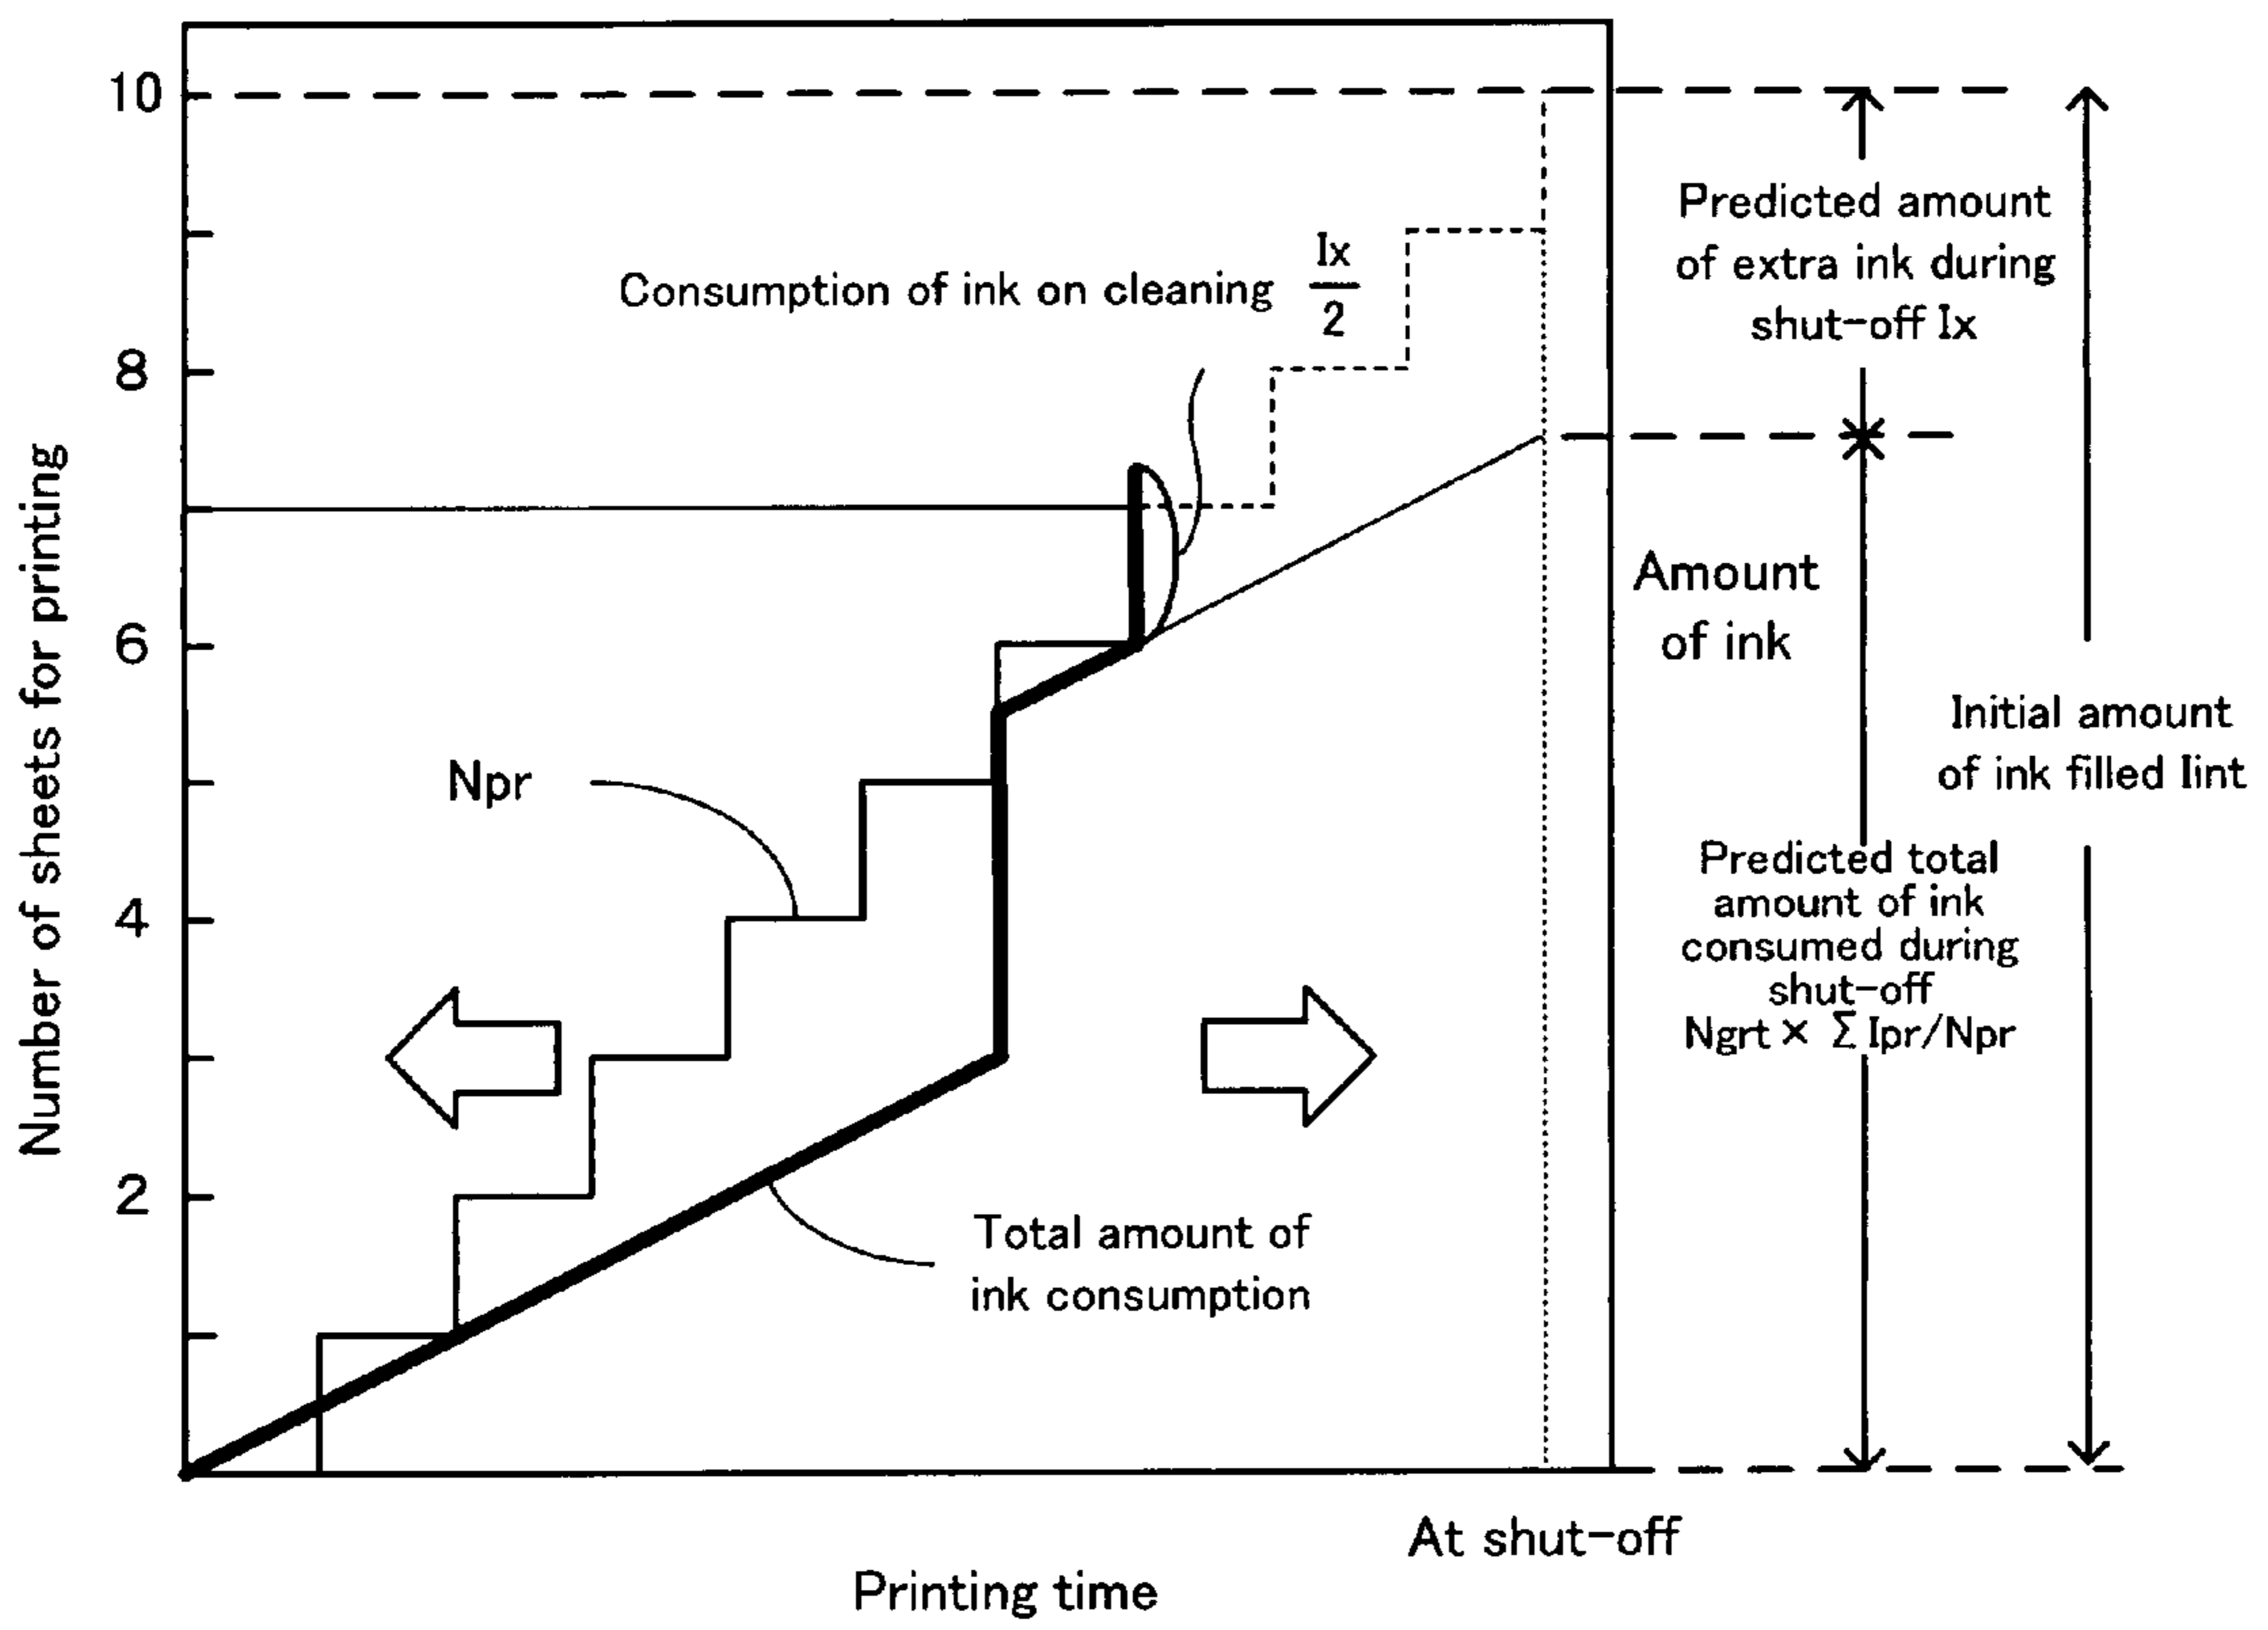 10
8
6
4
2
Number of sheets for printing
Consumption of ink on cleaning Ix/2
Npr
Total amount of
ink consumption
Predicted amount
of extra ink during
shut-off Ix
Amount
of ink
Initial amount
of ink filled Iint
Predicted total
amount of ink
consumed during
shut-off
Ngrt × Σ Ipr/Npr
At shut-off
Printing time